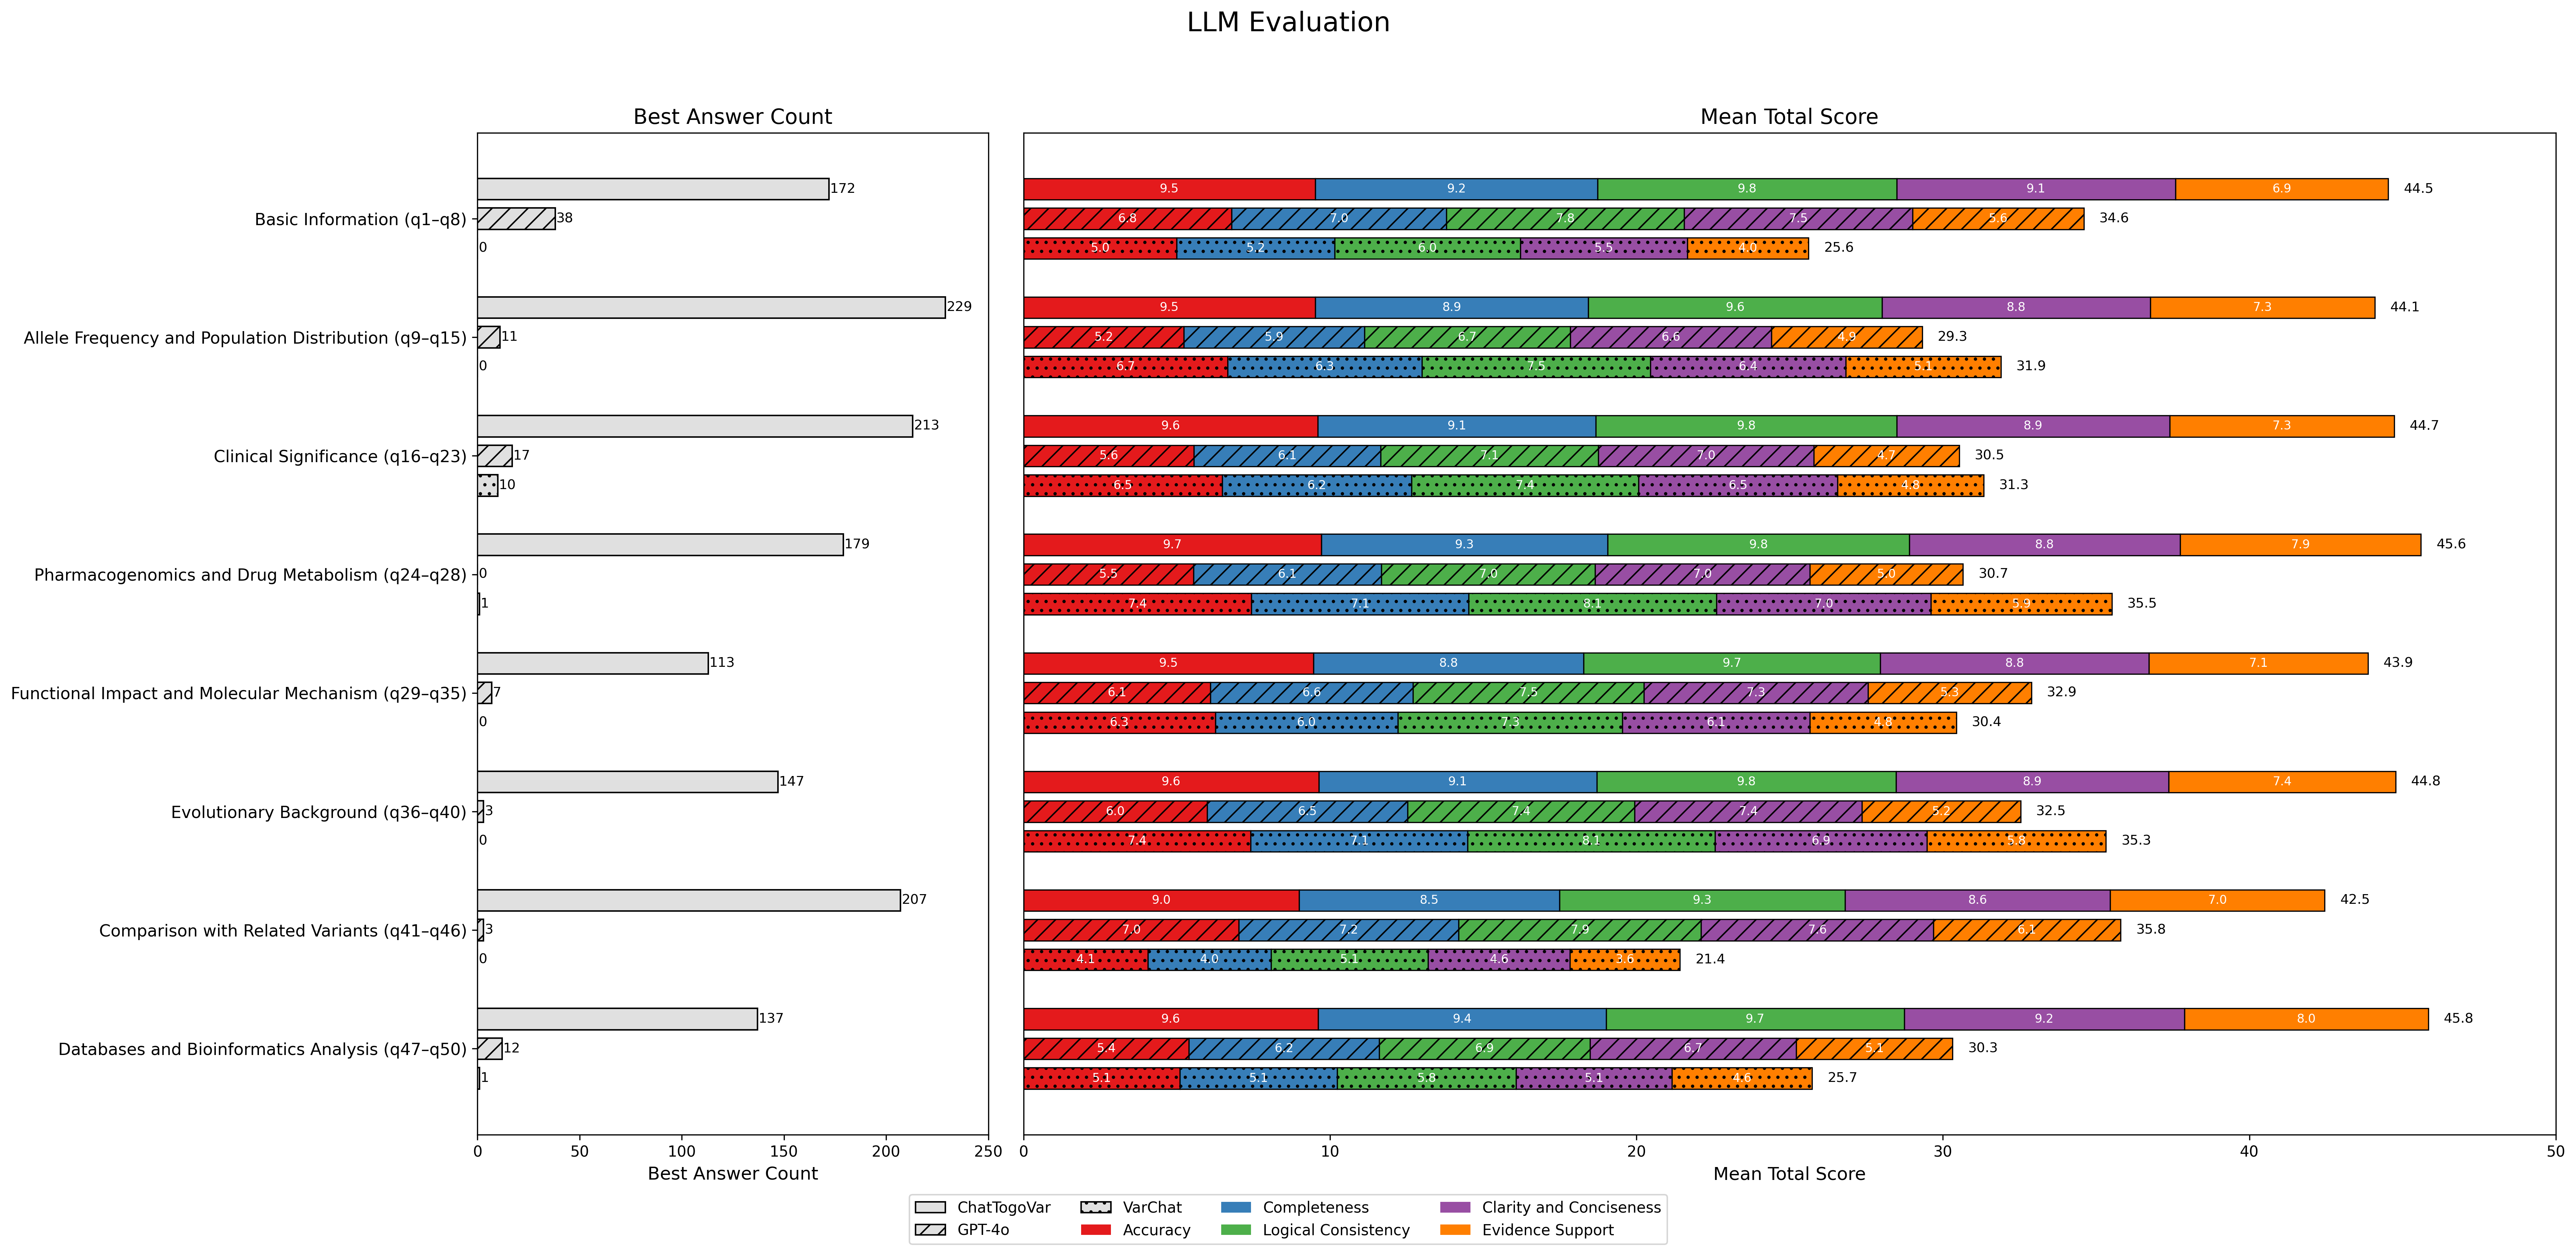 LLM Evaluation
Best Answer Count
Mean Total Score
Basic Information (q1–q8)
172
38
0
9.5 9.2 9.8 9.1 6.9 44.5
6.8 7.0 7.8 7.5 5.6 34.6
5.0 5.2 6.0 5.5 4.0 25.6
Allele Frequency and Population Distribution (q9–q15)
229
11
0
9.5 8.9 9.6 8.8 7.3 44.1
5.2 5.9 6.7 6.6 4.9 29.3
6.7 6.3 7.5 6.4 5.1 31.9
Clinical Significance (q16–q23)
213
17
10
9.6 9.1 9.8 8.9 7.3 44.7
5.6 6.1 7.1 7.0 4.7 30.5
6.5 6.2 7.4 6.5 4.8 31.3
Pharmacogenomics and Drug Metabolism (q24–q28)
179
0
1
9.7 9.3 9.8 8.8 7.9 45.6
5.5 6.1 7.0 7.0 5.0 30.7
7.4 7.1 8.1 7.0 5.9 35.5
Functional Impact and Molecular Mechanism (q29–q35)
113
7
0
9.5 8.8 9.7 8.8 7.1 43.9
6.1 6.6 7.5 7.3 5.3 32.9
6.3 6.0 7.3 6.1 4.8 30.4
Evolutionary Background (q36–q40)
147
3
0
9.6 9.1 9.8 8.9 7.4 44.8
6.0 6.5 7.4 7.4 5.2 32.5
7.4 7.1 8.1 6.9 5.8 35.3
Comparison with Related Variants (q41–q46)
207
3
0
9.0 8.5 9.3 8.6 7.0 42.5
7.0 7.2 7.9 7.6 6.1 35.8
4.1 4.0 5.1 4.6 3.6 21.4
Databases and Bioinformatics Analysis (q47–q50)
137
12
1
9.6 9.4 9.7 9.2 8.0 45.8
5.4 6.2 6.9 6.7 5.1 30.3
5.1 5.1 5.8 5.1 4.6 25.7
0 50 100 150 200 250
Best Answer Count
0 10 20 30 40 50
Mean Total Score
ChatTogoVar VarChat Completeness Clarity and Conciseness
GPT-4o Accuracy Logical Consistency Evidence Support